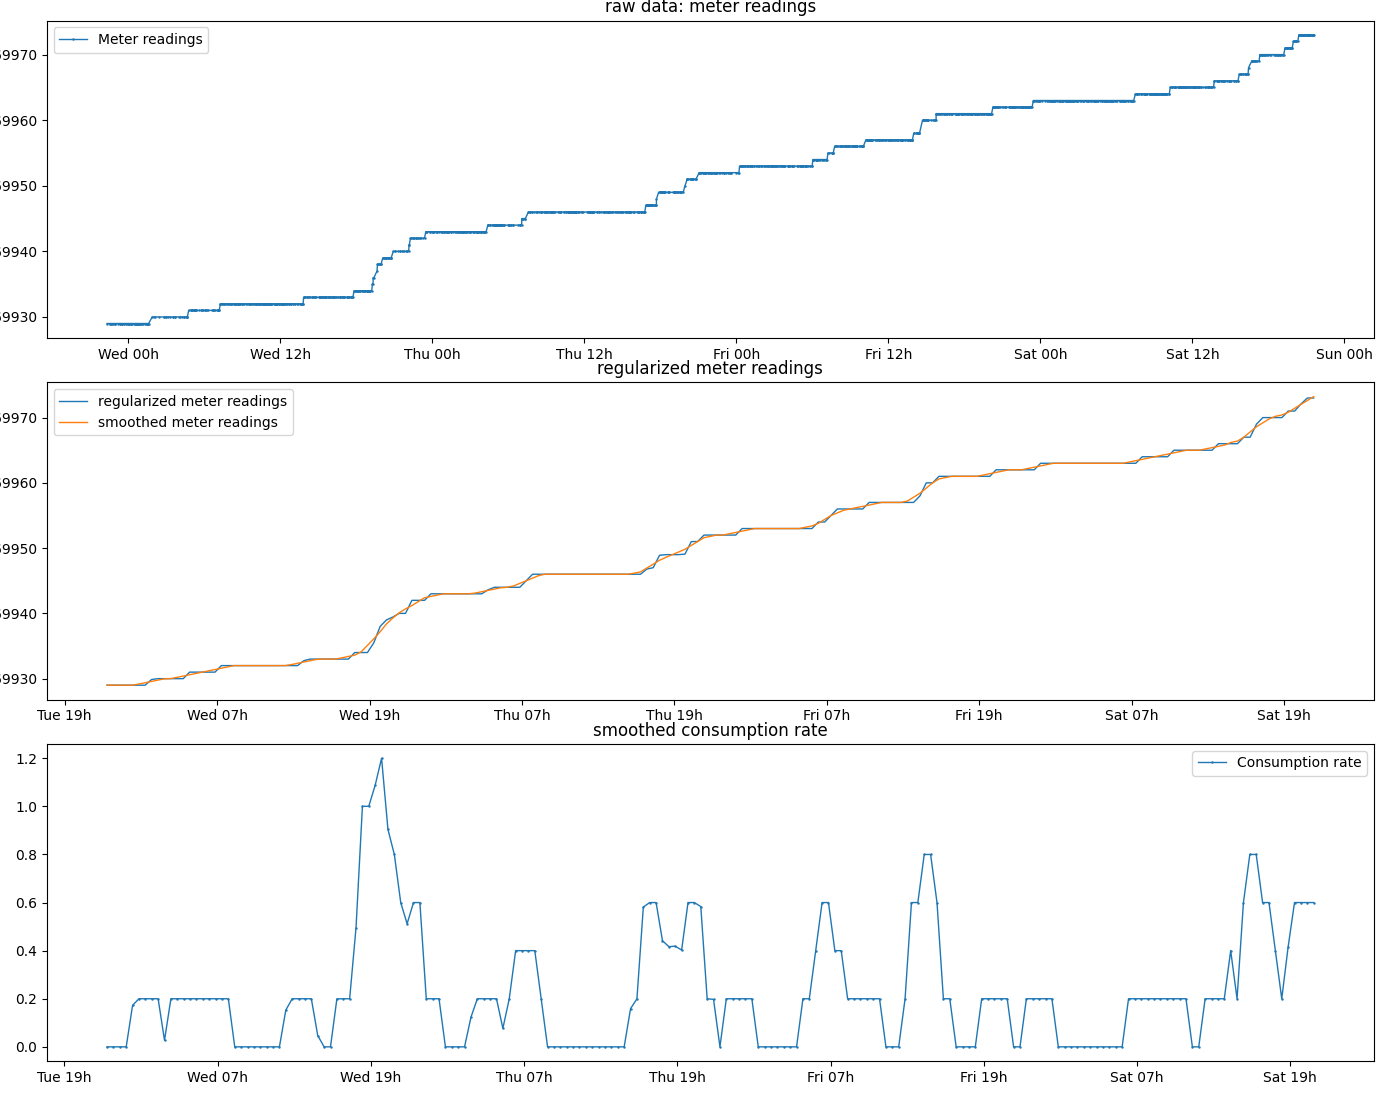 raw data: meter readings
Meter readings
9970
9960
9950
9940
9930
Wed 00h Wed 12h Thu 00h Thu 12h Fri 00h Fri 12h Sat 00h Sat 12h Sun 00h
regularized meter readings
regularized meter readings
smoothed meter readings
9970
9960
9950
9940
9930
Tue 19h Wed 07h Wed 19h Thu 07h Thu 19h Fri 07h Fri 19h Sat 07h Sat 19h
smoothed consumption rate
Consumption rate
1.2
1.0
0.8
0.6
0.4
0.2
0.0
Tue 19h Wed 07h Wed 19h Thu 07h Thu 19h Fri 07h Fri 19h Sat 07h Sat 19h